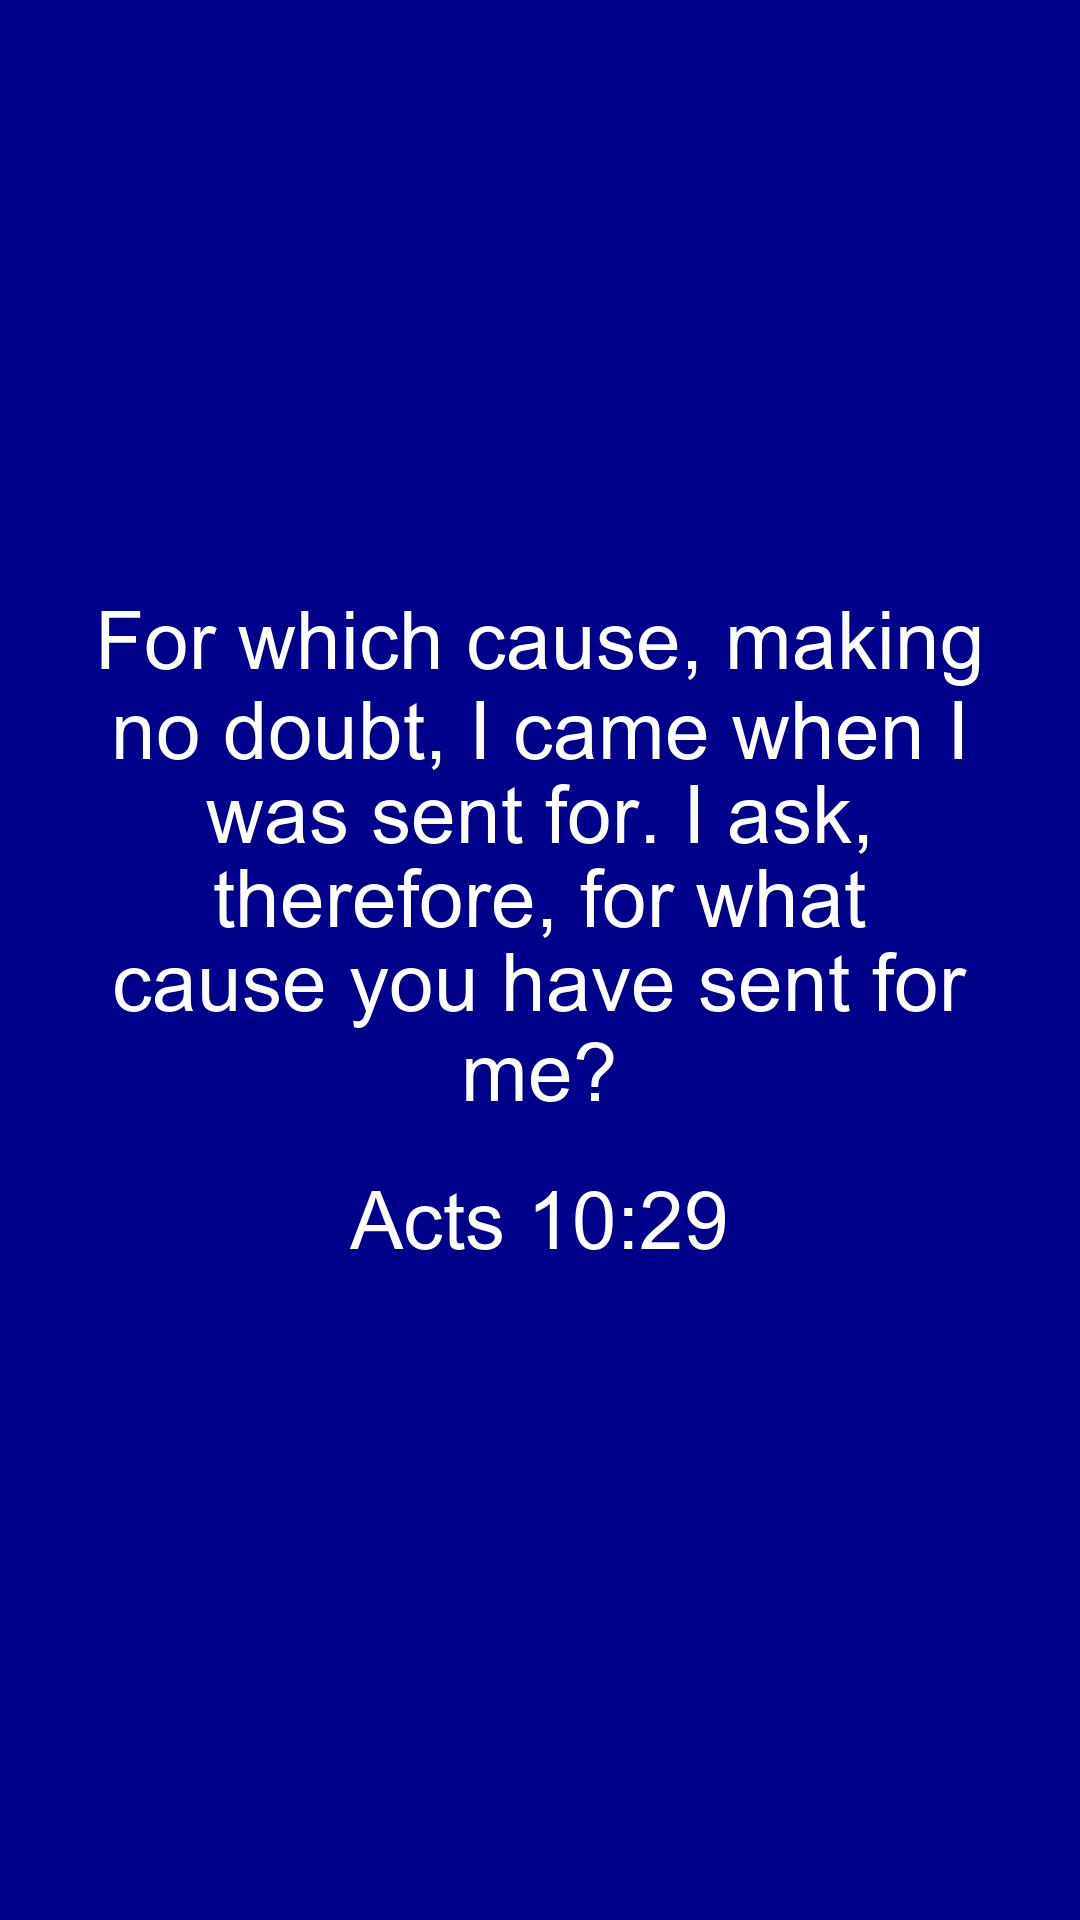 For which cause, making
no doubt, I came when I
was sent for. I ask,
therefore, for what
cause you have sent for
me?
Acts 10:29